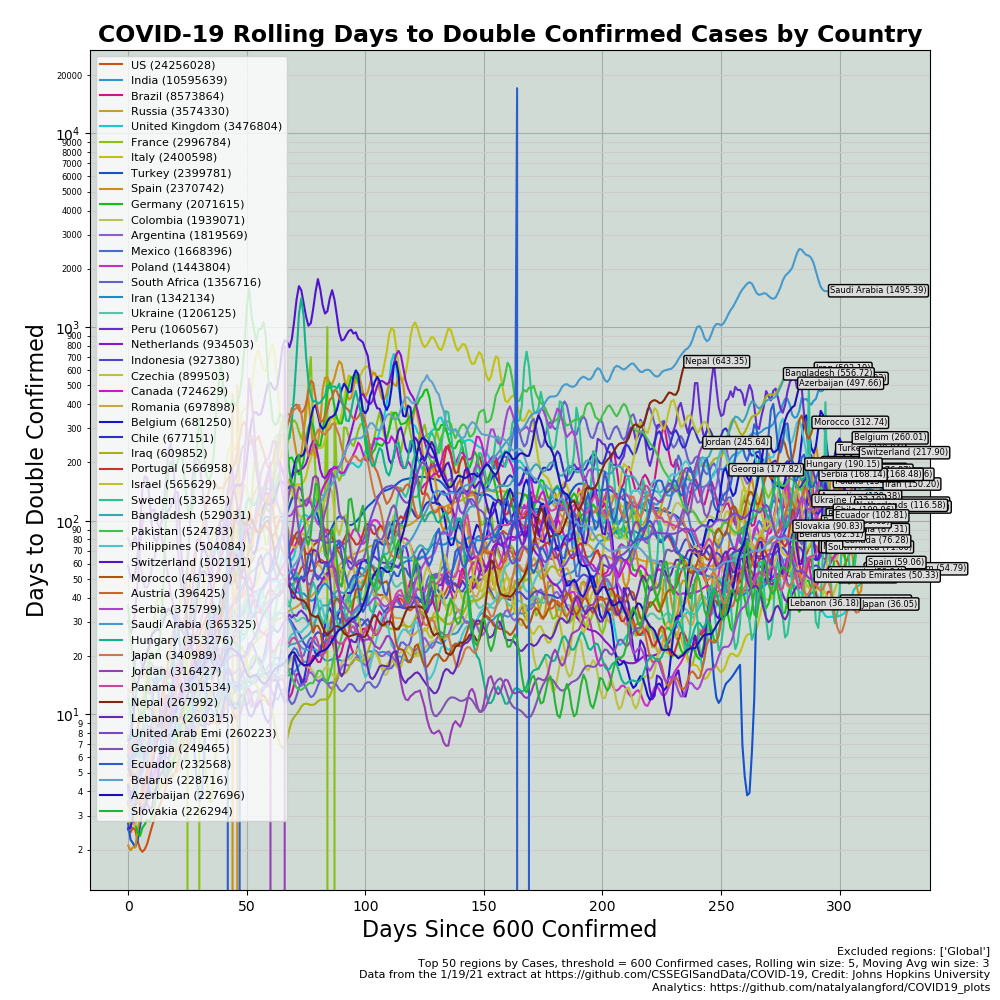 COVID-19 Rolling Days to Double Confirmed Cases by Country
Days to Double Confirmed
20000
10^4
9000
8000
7000
6000
5000
4000
3000
2000
10^3
900
800
700
600
500
400
300
200
10^2
90
80
70
60
50
40
30
20
10^1
9
8
7
6
5
4
3
2
US (24256028)
India (10595639)
Brazil (8573864)
Russia (3574330)
United Kingdom (3476804)
France (2996784)
Italy (2400598)
Turkey (2399781)
Spain (2370742)
Germany (2071615)
Colombia (1939071)
Argentina (1819569)
Mexico (1668396)
Poland (1443804)
South Africa (1356716)
Iran (1342134)
Ukraine (1206125)
Peru (1060567)
Netherlands (934503)
Indonesia (927380)
Czechia (899503)
Canada (724629)
Romania (697898)
Belgium (681250)
Chile (677151)
Iraq (609852)
Portugal (566958)
Israel (565629)
Sweden (533265)
Bangladesh (529031)
Pakistan (524783)
Philippines (504084)
Switzerland (502191)
Morocco (461390)
Austria (396425)
Serbia (375799)
Saudi Arabia (365325)
Hungary (353276)
Japan (340989)
Jordan (316427)
Panama (301534)
Nepal (267992)
Lebanon (260315)
United Arab Emi (260223)
Georgia (249465)
Ecuador (232568)
Belarus (228716)
Azerbaijan (227696)
Slovakia (226294)
Saudi Arabia (1495.39)
Nepal (643.35)
Bangladesh (556.72)
Azerbaijan (497.66)
Morocco (312.74)
Jordan (245.64)
Belgium (260.01)
Switzerland (217.90)
Hungary (190.15)
Georgia (177.82)
Serbia (168.14)
(168.48)
Iran (150.20)
Ukraine
(116.58)
Ecuador (102.81)
Slovakia (90.83)
Belarus (82.31)
(87.31)
(76.28)
Spain (59.06)
(54.79)
United Arab Emirates (50.33)
Lebanon (36.18)
Japan (36.05)
0 50 100 150 200 250 300
Days Since 600 Confirmed
Excluded regions: ['Global']
Top 50 regions by Cases, threshold = 600 Confirmed cases, Rolling win size: 5, Moving Avg win size: 3
Data from the 1/19/21 extract at https://github.com/CSSEGISandData/COVID-19, Credit: Johns Hopkins University
Analytics: https://github.com/natalyalangford/COVID19_plots